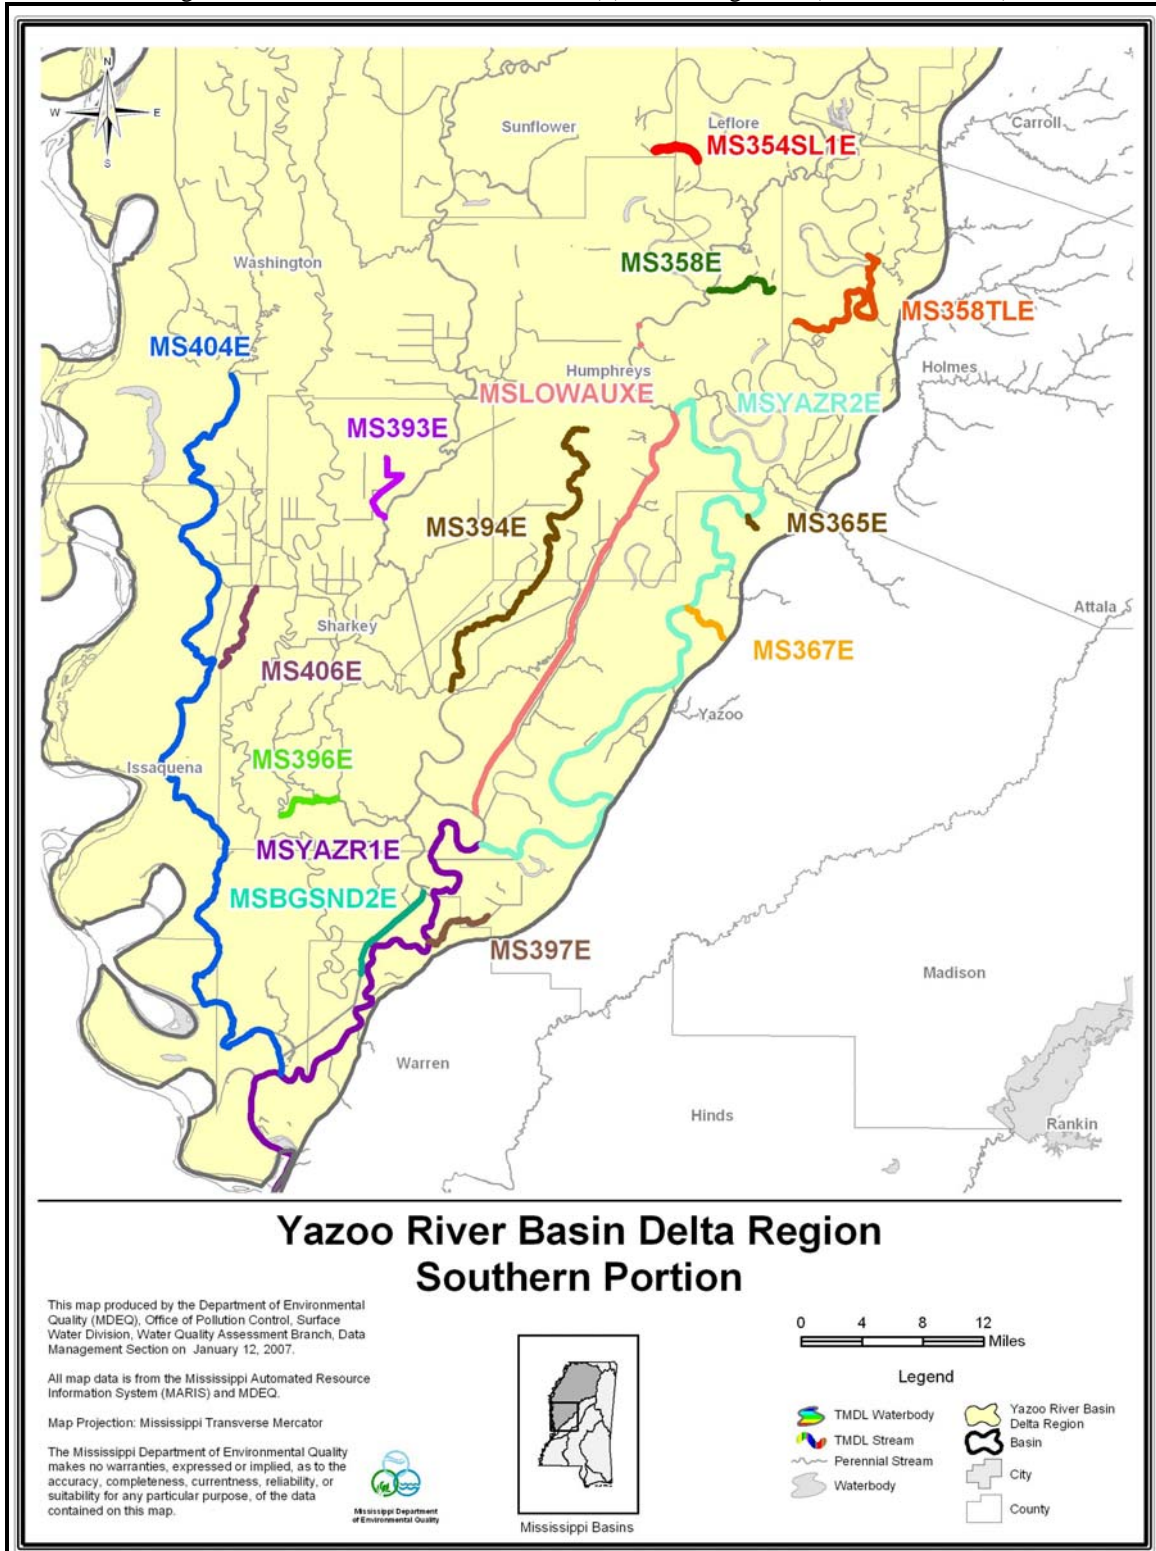 N
W E
S
Sunflower
Leflore
Carroll
MS354SL1E
Washington
MS358E
MS358TLE
MS404E
Holmes
Humphreys
MSLOWAUXE
MSYAZR2E
MS393E
MS394E
MS365E
Attala
Sharkey
MS406E
MS367E
Yazoo
Issaquena
MS396E
MSYAZR1E
MSBGSND2E
MS397E
Madison
Warren
Hinds
Rankin
Yazoo River Basin Delta Region
Southern Portion
This map produced by the Department of Environmental
Quality (MDEQ), Office of Pollution Control, Surface
Water Division, Water Quality Assessment Branch, Data
Management Section on January 12, 2007.
All map data is from the Mississippi Automated Resource
Information System (MARIS) and MDEQ.
Map Projection: Mississippi Transverse Mercator
The Mississippi Department of Environmental Quality
makes no warranties, expressed or implied, as to the
accuracy, completeness, currentness, reliability, or
suitability for any particular purpose, of the data
contained on this map.
Mississippi Department
of Environmental Quality
Mississippi Basins
0 4 8 12
Miles
Legend
TMDL Waterbody
TMDL Stream
Perennial Stream
Waterbody
Yazoo River Basin
Delta Region
Basin
City
County